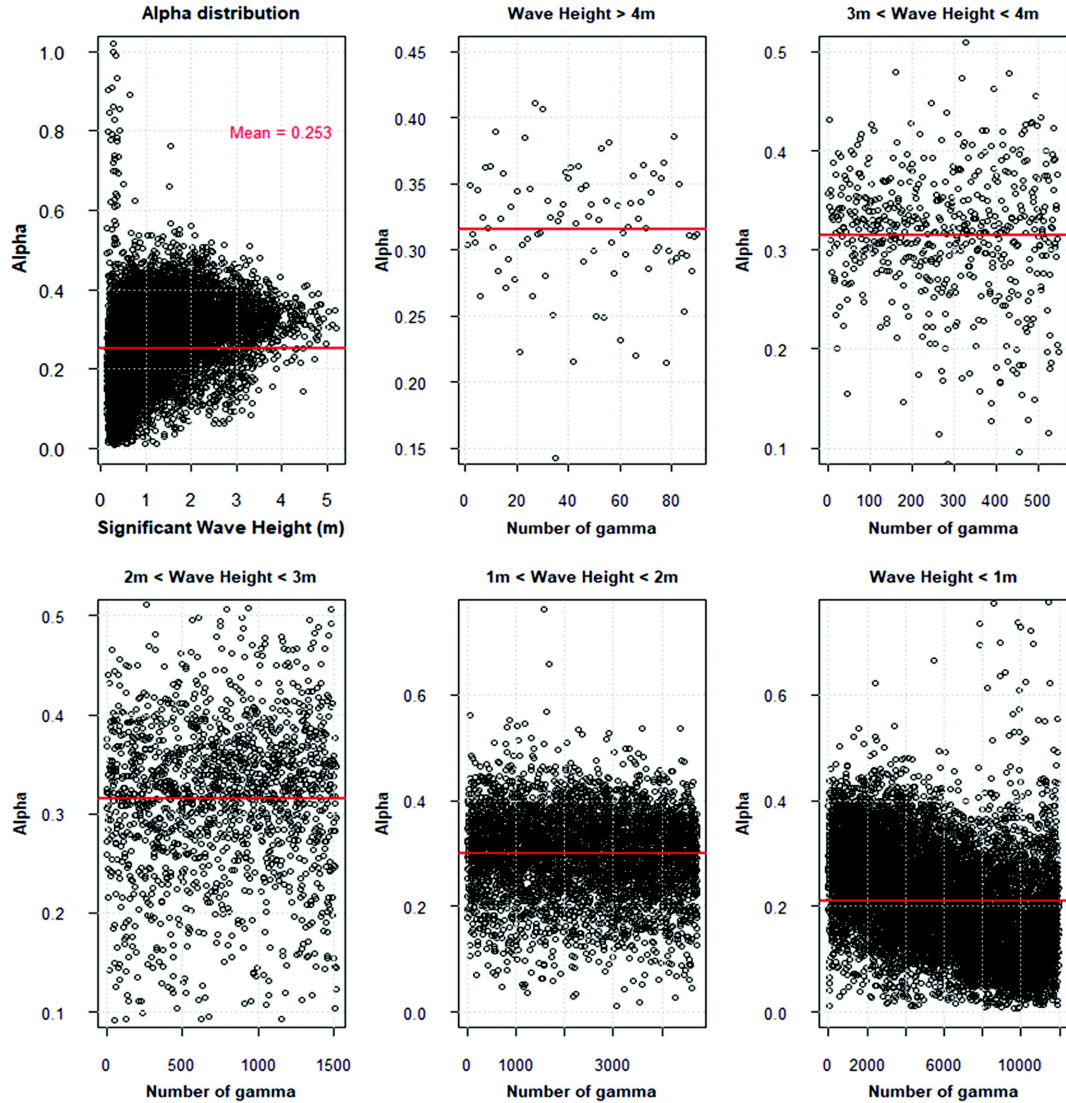 Alpha distribution
Alpha
1.0
0.8
0.6
0.4
0.2
0.0
Mean = 0.253
0 1 2 3 4 5
Significant Wave Height (m)
Wave Height > 4m
Alpha
0.45
0.40
0.35
0.30
0.25
0.20
0.15
0 20 40 60 80
Number of gamma
3m < Wave Height < 4m
Alpha
0.5
0.4
0.3
0.2
0.1
0 100 200 300 400 500
Number of gamma
2m < Wave Height < 3m
Alpha
0.5
0.4
0.3
0.2
0.1
0 500 1000 1500
Number of gamma
1m < Wave Height < 2m
Alpha
0.6
0.4
0.2
0.0
0 1000 3000
Number of gamma
Wave Height < 1m
Alpha
0.6
0.4
0.2
0.0
0 2000 6000 10000
Number of gamma